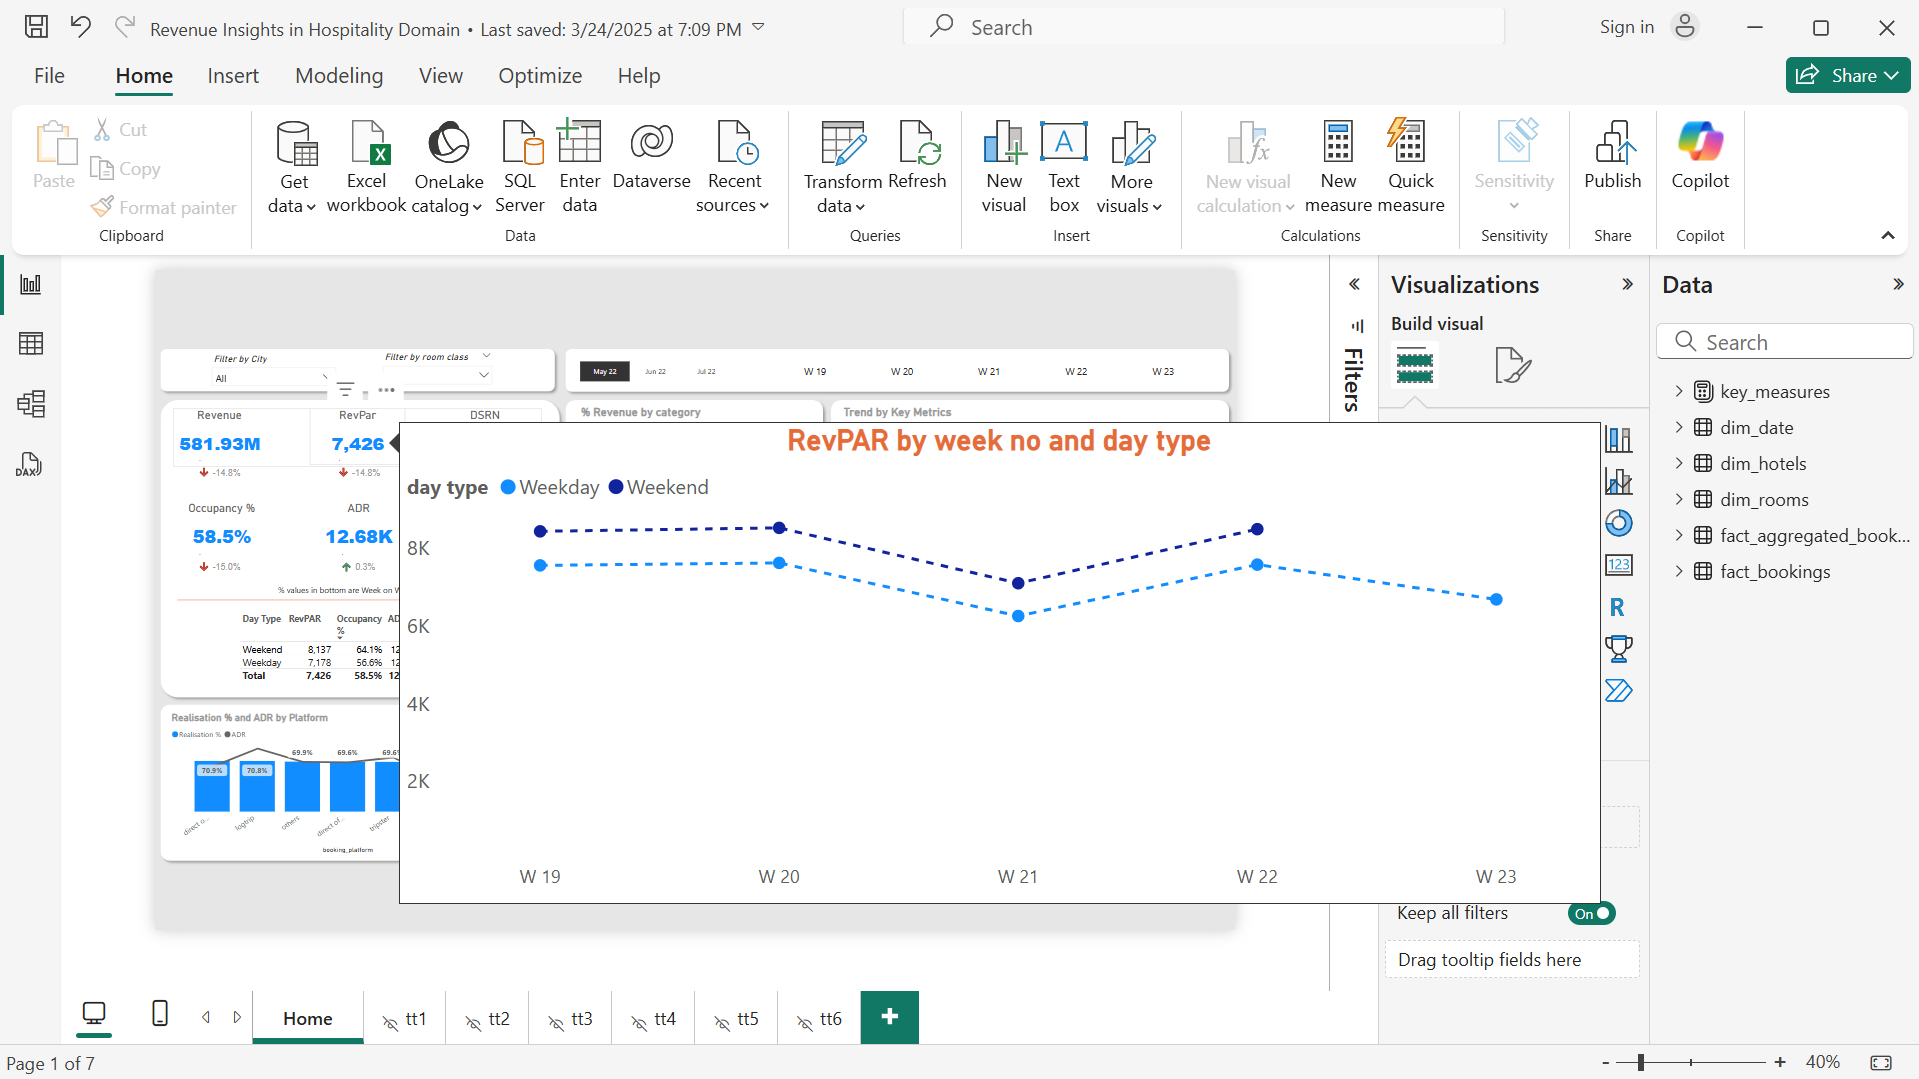 Revenue Insights in Hospitality Domain • Last saved: 3/24/2025 at 7:09 PM
Search
Sign in
File Home Insert Modeling View Optimize Help
Share
Paste
Cut
Copy
Format painter
Clipboard
Get data
Excel workbook
OneLake catalog
SQL Server
Enter data
Dataverse
Recent sources
Data
Transform data
Refresh
Queries
New visual
Text box
More visuals
Insert
New visual calculation
New measure
Quick measure
Calculations
Sensitivity
Sensitivity
Publish
Share
Copilot
Copilot
Filter by City
All
Filter by room class
May 22 Jun 22 Jul 22
W 19 W 20 W 21 W 22 W 23
Revenue
581.93M
-14.8%
RevPar
7,426
-14.8%
DSRN
Occupancy %
58.5%
-15.0%
ADR
12.68K
0.3%
% values in bottom are Week on W
Day Type RevPAR Occupancy % AD
Weekend 8,137 64.1% 12
Weekday 7,178 56.6% 12
Total 7,426 58.5% 12
% Revenue by category
Trend by Key Metrics
RevPAR by week no and day type
day type Weekday Weekend
8K
6K
4K
2K
W 19 W 20 W 21 W 22 W 23
Realisation % and ADR by Platform
Realisation % ADR
70.9% 70.8% 69.9% 69.6% 69.6%
direct o... logtrip others direct of... tripster
booking_platform
Filters
Visualizations
Build visual
123
R
Keep all filters
On
Drag tooltip fields here
Data
Search
key_measures
dim_date
dim_hotels
dim_rooms
fact_aggregated_book...
fact_bookings
DAX
Home tt1 tt2 tt3 tt4 tt5 tt6 +
Page 1 of 7
- + 40%